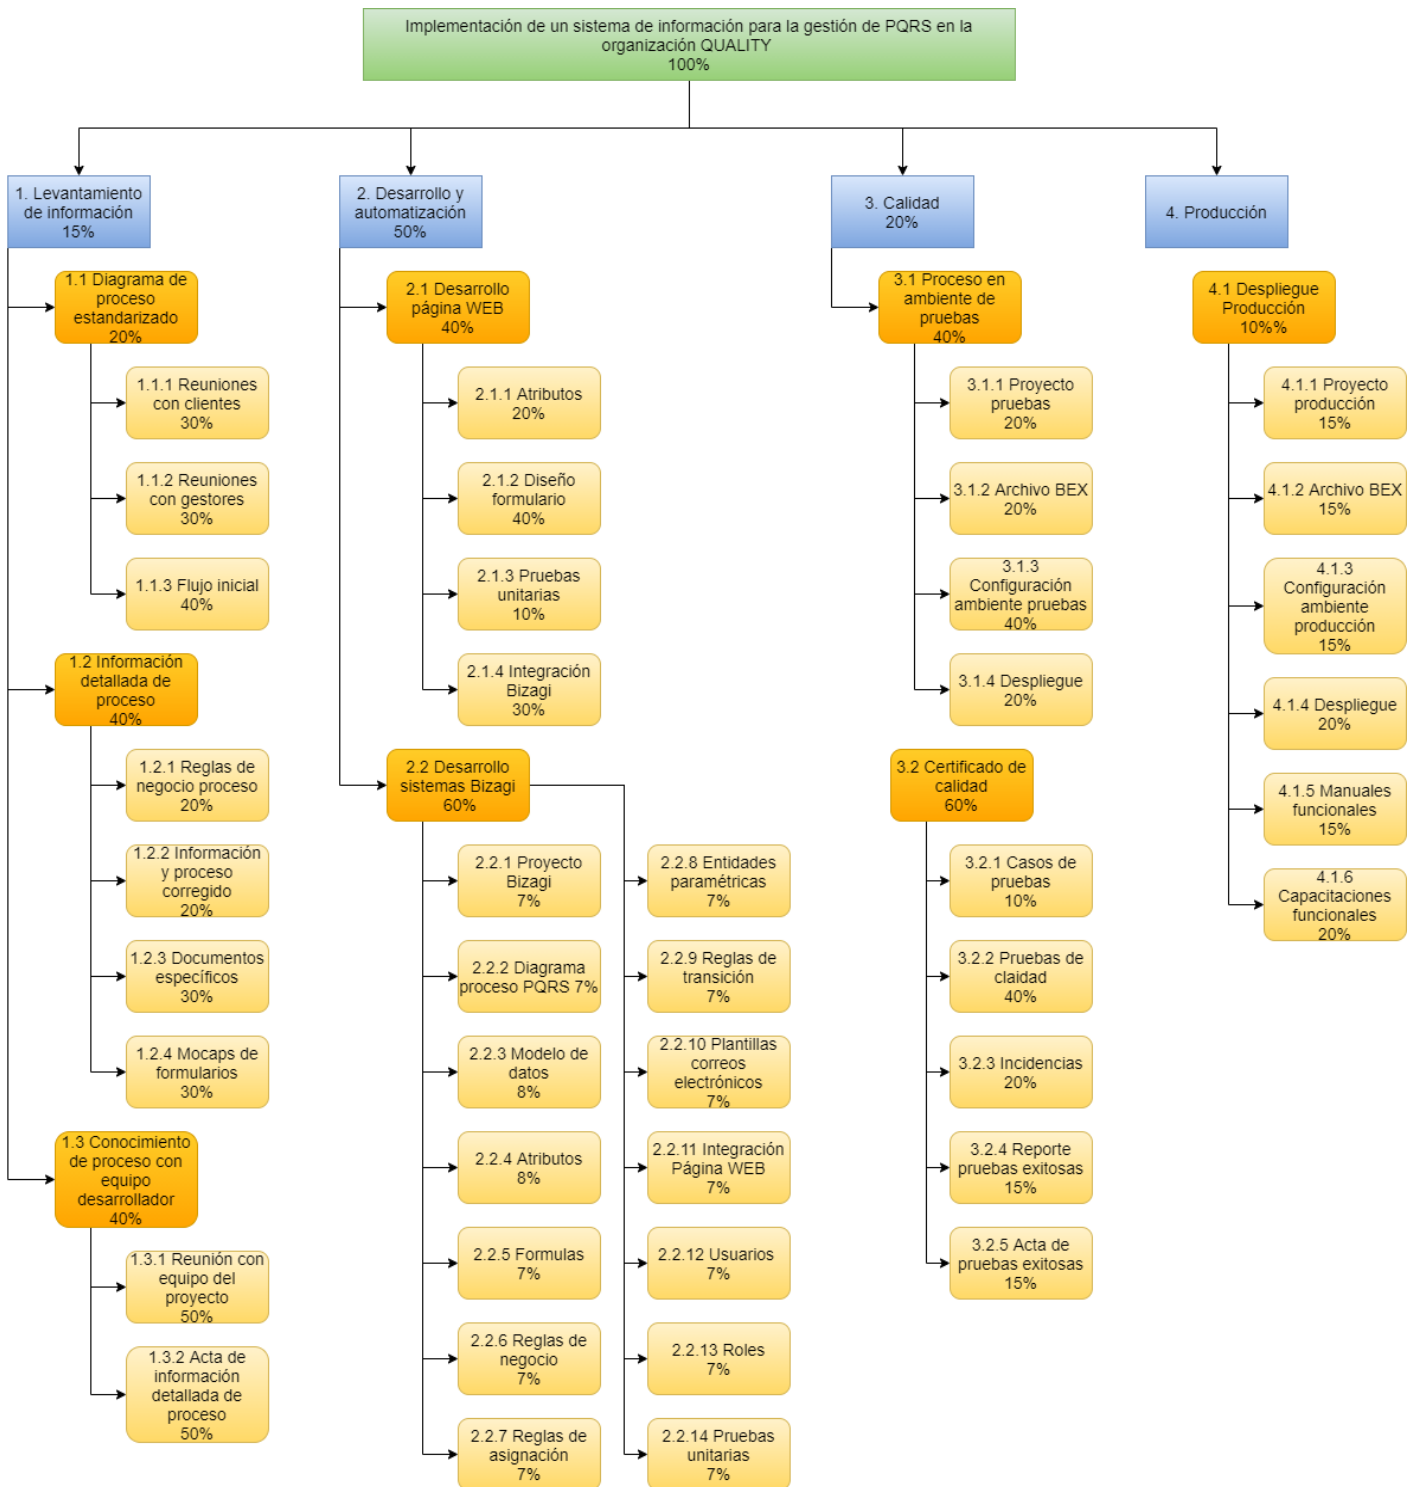 Implementación de un sistema de información para la gestión de PQRS en la
organización QUALITY
100%
1. Levantamiento
de información
15%
1.1 Diagrama de
proceso
estandarizado
20%
1.1.1 Reuniones
con clientes
30%
1.1.2 Reuniones
con gestores
30%
1.1.3 Flujo inicial
40%
1.2 Información
detallada de
proceso
40%
1.2.1 Reglas de
negocio proceso
20%
1.2.2 Información
y proceso
corregido
20%
1.2.3 Documentos
específicos
30%
1.2.4 Mocaps de
formularios
30%
1.3 Conocimiento
de proceso con
equipo
desarrollador
40%
1.3.1 Reunión con
equipo del
proyecto
50%
1.3.2 Acta de
información
detallada de
proceso
50%
2. Desarrollo y
automatización
50%
2.1 Desarrollo
página WEB
40%
2.1.1 Atributos
20%
2.1.2 Diseño
formulario
40%
2.1.3 Pruebas
unitarias
10%
2.1.4 Integración
Bizagi
30%
2.2 Desarrollo
sistemas Bizagi
60%
2.2.1 Proyecto
Bizagi
7%
2.2.2 Diagrama
proceso PQRS 7%
2.2.3 Modelo de
datos
8%
2.2.4 Atributos
8%
2.2.5 Formulas
7%
2.2.6 Reglas de
negocio
7%
2.2.7 Reglas de
asignación
7%
2.2.8 Entidades
paramétricas
7%
2.2.9 Reglas de
transición
7%
2.2.10 Plantillas
correos
electrónicos
7%
2.2.11 Integración
Página WEB
7%
2.2.12 Usuarios
7%
2.2.13 Roles
7%
2.2.14 Pruebas
unitarias
7%
3. Calidad
20%
3.1 Proceso en
ambiente de
pruebas
40%
3.1.1 Proyecto
pruebas
20%
3.1.2 Archivo BEX
20%
3.1.3
Configuración
ambiente pruebas
40%
3.1.4 Despliegue
20%
3.2 Certificado de
calidad
60%
3.2.1 Casos de
pruebas
10%
3.2.2 Pruebas de
claidad
40%
3.2.3 Incidencias
20%
3.2.4 Reporte
pruebas exitosas
15%
3.2.5 Acta de
pruebas exitosas
15%
4. Producción
4.1 Despliegue
Producción
10%%
4.1.1 Proyecto
producción
15%
4.1.2 Archivo BEX
15%
4.1.3
Configuración
ambiente
producción
15%
4.1.4 Despliegue
20%
4.1.5 Manuales
funcionales
15%
4.1.6
Capacitaciones
funcionales
20%